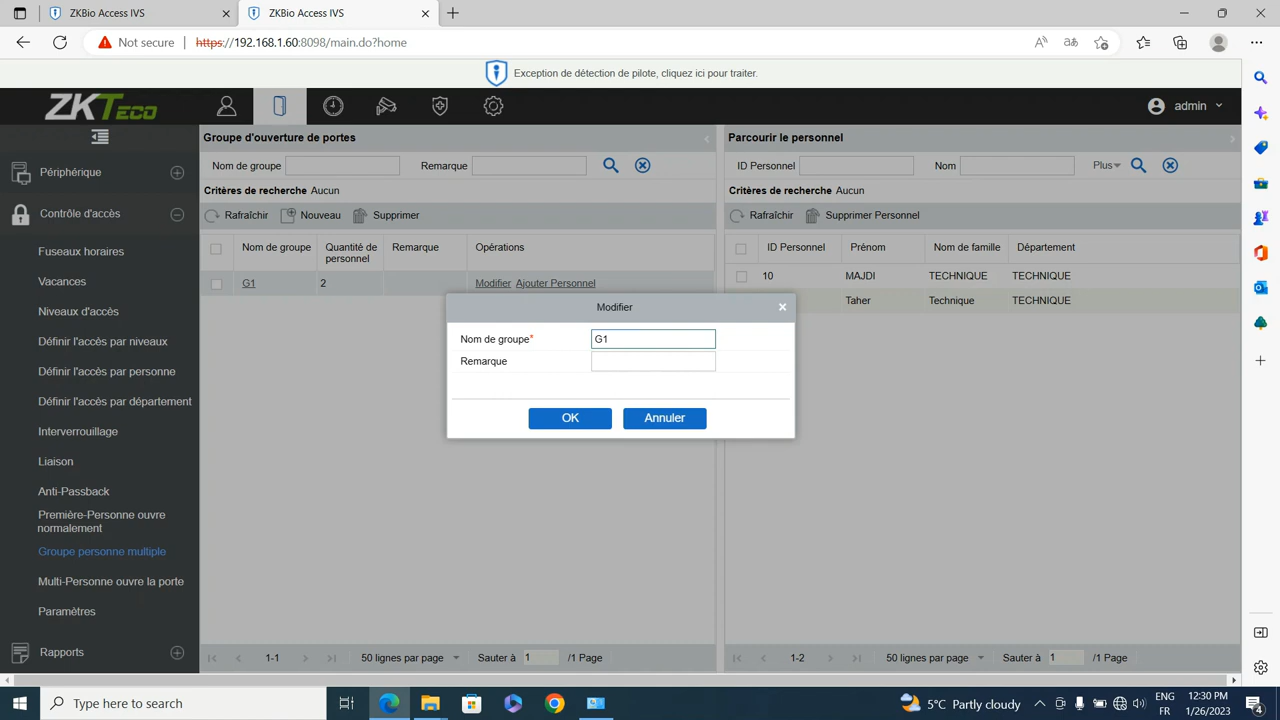 ZKBio Access IVS
ZKBio Access IVS
Not secure
https://192.168.1.60:8098/main.do?home
aあ
Exception de détection de pilote, cliquez ici pour traiter.
ZKTeco
admin
Périphérique
Contrôle d'accès
Fuseaux horaires
Vacances
Niveaux d'accès
Définir l'accès par niveaux
Définir l'accès par personne
Définir l'accès par département
Interverrouillage
Liaison
Anti-Passback
Première-Personne ouvre
normalement
Groupe personne multiple
Multi-Personne ouvre la porte
Paramètres
Rapports
Groupe d'ouverture de portes
Nom de groupe
Remarque
Critères de recherche Aucun
Rafraîchir
Nouveau
Supprimer
Nom de groupe
Quantité de
personnel
Remarque
Opérations
G1
2
Modifier
Ajouter Personnel
Parcourir le personnel
ID Personnel
Nom
Plus
Critères de recherche Aucun
Rafraîchir
Supprimer Personnel
ID Personnel
Prénom
Nom de famille
Département
10
MAJDI
TECHNIQUE
TECHNIQUE
Taher
Technique
TECHNIQUE
Modifier
Nom de groupe*
G1
Remarque
OK
Annuler
1-1
50 lignes par page
Sauter à
1
/1 Page
1-2
50 lignes par page
Sauter à
1
/1 Page
Type here to search
5°C Partly cloudy
ENG
FR
12:30 PM
1/26/2023
4